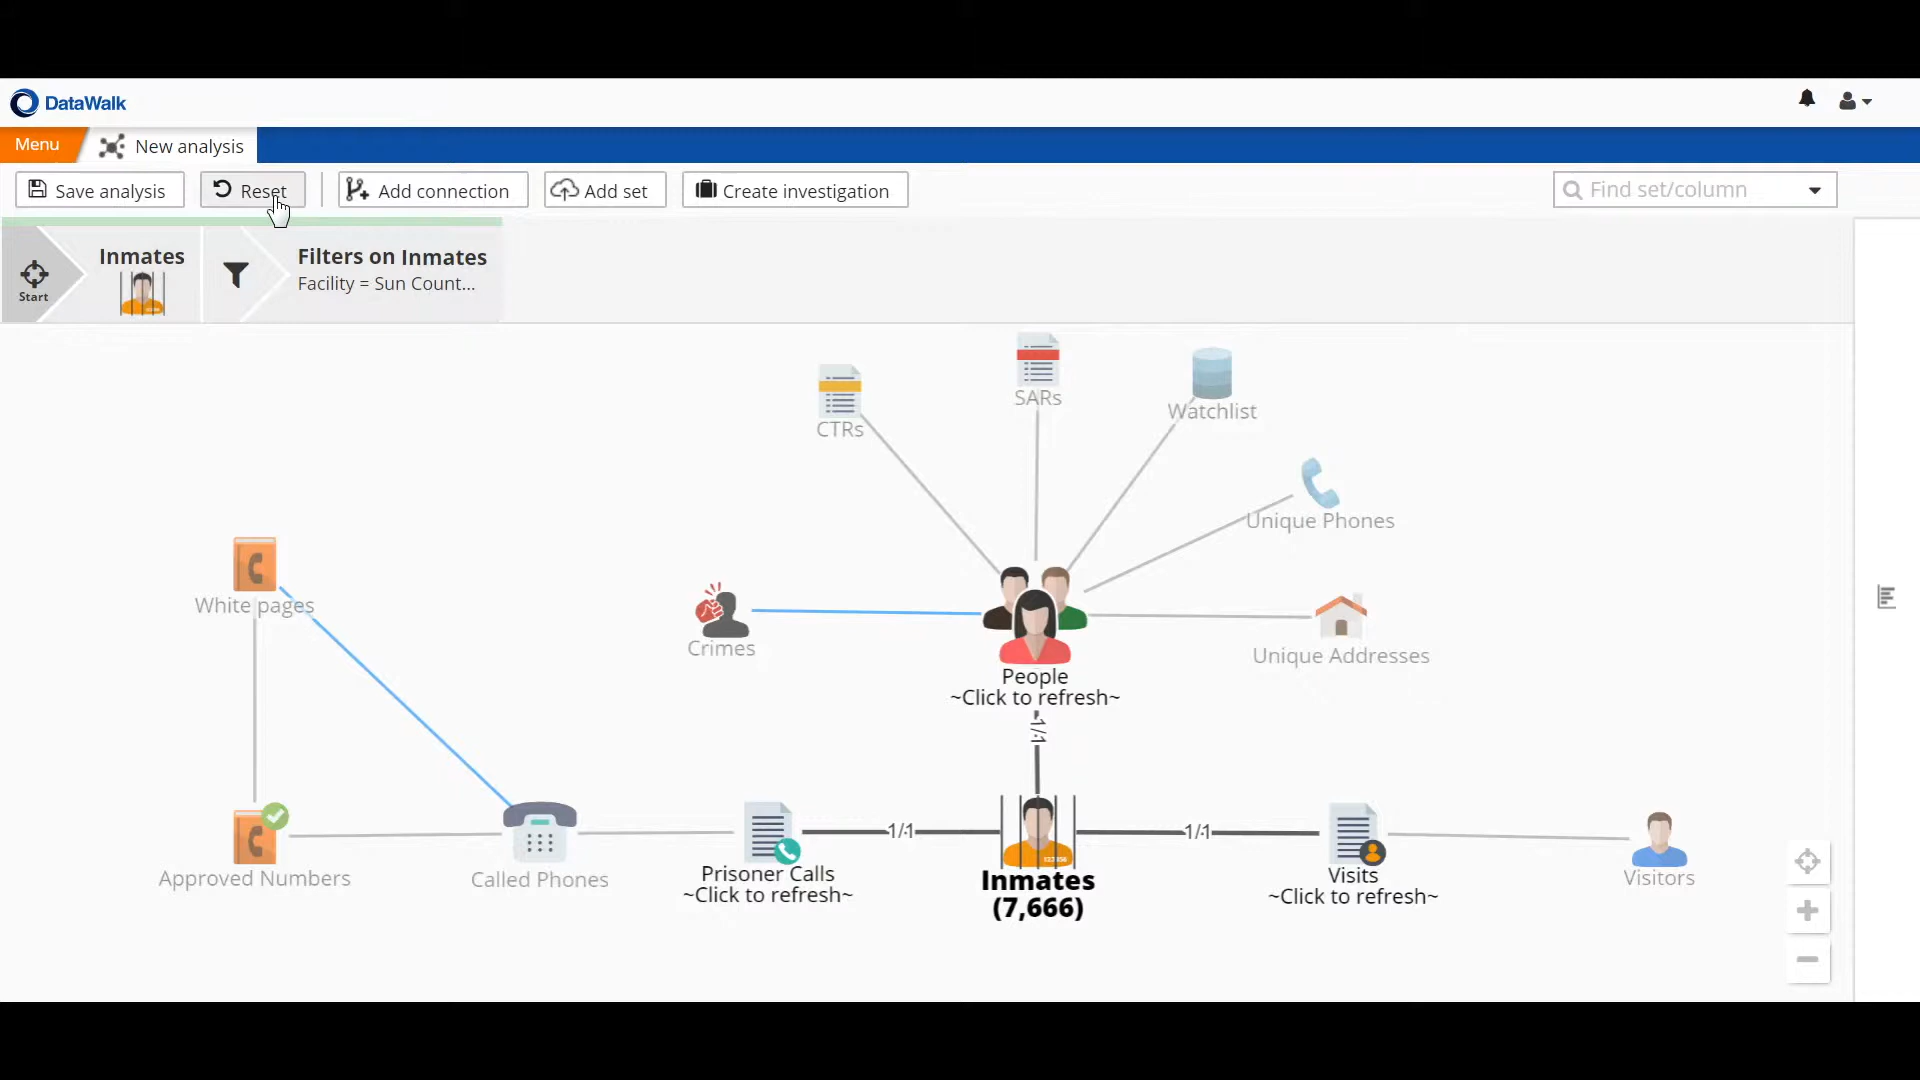 DataWalk
Menu
New analysis
Save analysis
Reset
Add connection
Add set
Create investigation
Find set/column
Start
Inmates
Filters on Inmates
Facility = Sun Count...
SARs
CTRs
Watchlist
Unique Phones
White pages
Crimes
People
~Click to refresh~
Unique Addresses
1/1
Approved Numbers
Called Phones
Prisoner Calls
~Click to refresh~
1/1
Inmates
(7,666)
1/1
Visits
~Click to refresh~
Visitors